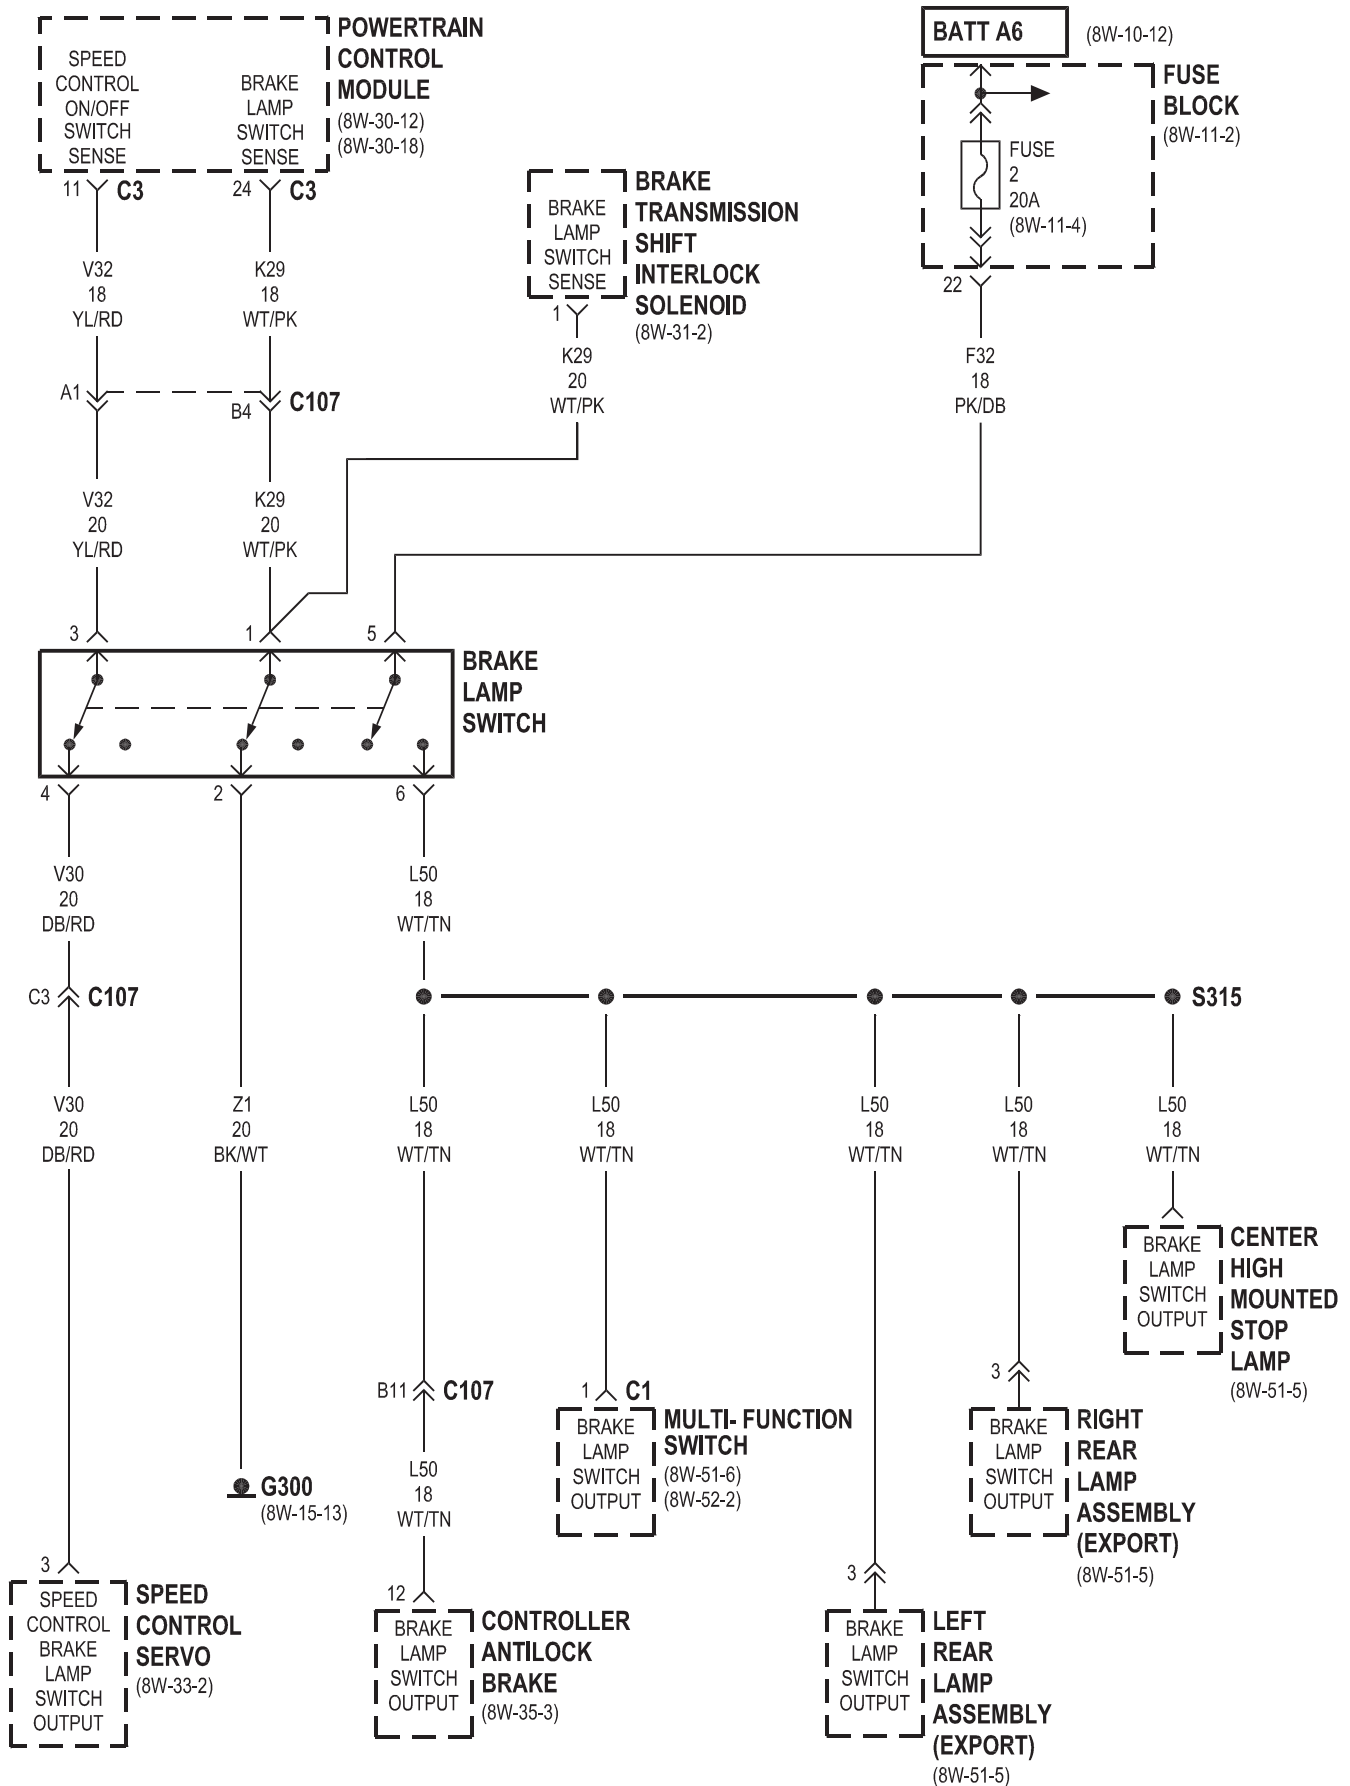 POWERTRAIN
CONTROL
MODULE
(8W-30-12)
(8W-30-18)
SPEED
CONTROL
ON/OFF
SWITCH
SENSE
BRAKE
LAMP
SWITCH
SENSE
11
C3
24
C3
BATT A6
(8W-10-12)
FUSE
BLOCK
(8W-11-2)
FUSE
2
20A
(8W-11-4)
22
BRAKE
TRANSMISSION
SHIFT
INTERLOCK
SOLENOID
(8W-31-2)
BRAKE
LAMP
SWITCH
SENSE
1
V32
18
YL/RD
K29
18
WT/PK
K29
20
WT/PK
F32
18
PK/DB
A1
B4
C107
V32
20
YL/RD
K29
20
WT/PK
3
1
5
BRAKE
LAMP
SWITCH
4
2
6
V30
20
DB/RD
L50
18
WT/TN
C3
C107
S315
V30
20
DB/RD
Z1
20
BK/WT
L50
18
WT/TN
L50
18
WT/TN
L50
18
WT/TN
L50
18
WT/TN
L50
18
WT/TN
BRAKE
LAMP
SWITCH
OUTPUT
CENTER
HIGH
MOUNTED
STOP
LAMP
(8W-51-5)
B11
C107
1
C1
3
BRAKE
LAMP
SWITCH
OUTPUT
MULTI- FUNCTION
SWITCH
(8W-51-6)
(8W-52-2)
BRAKE
LAMP
SWITCH
OUTPUT
RIGHT
REAR
LAMP
ASSEMBLY
(EXPORT)
(8W-51-5)
L50
18
WT/TN
G300
(8W-15-13)
3
SPEED
CONTROL
BRAKE
LAMP
SWITCH
OUTPUT
SPEED
CONTROL
SERVO
(8W-33-2)
12
BRAKE
LAMP
SWITCH
OUTPUT
CONTROLLER
ANTILOCK
BRAKE
(8W-35-3)
3
BRAKE
LAMP
SWITCH
OUTPUT
LEFT
REAR
LAMP
ASSEMBLY
(EXPORT)
(8W-51-5)